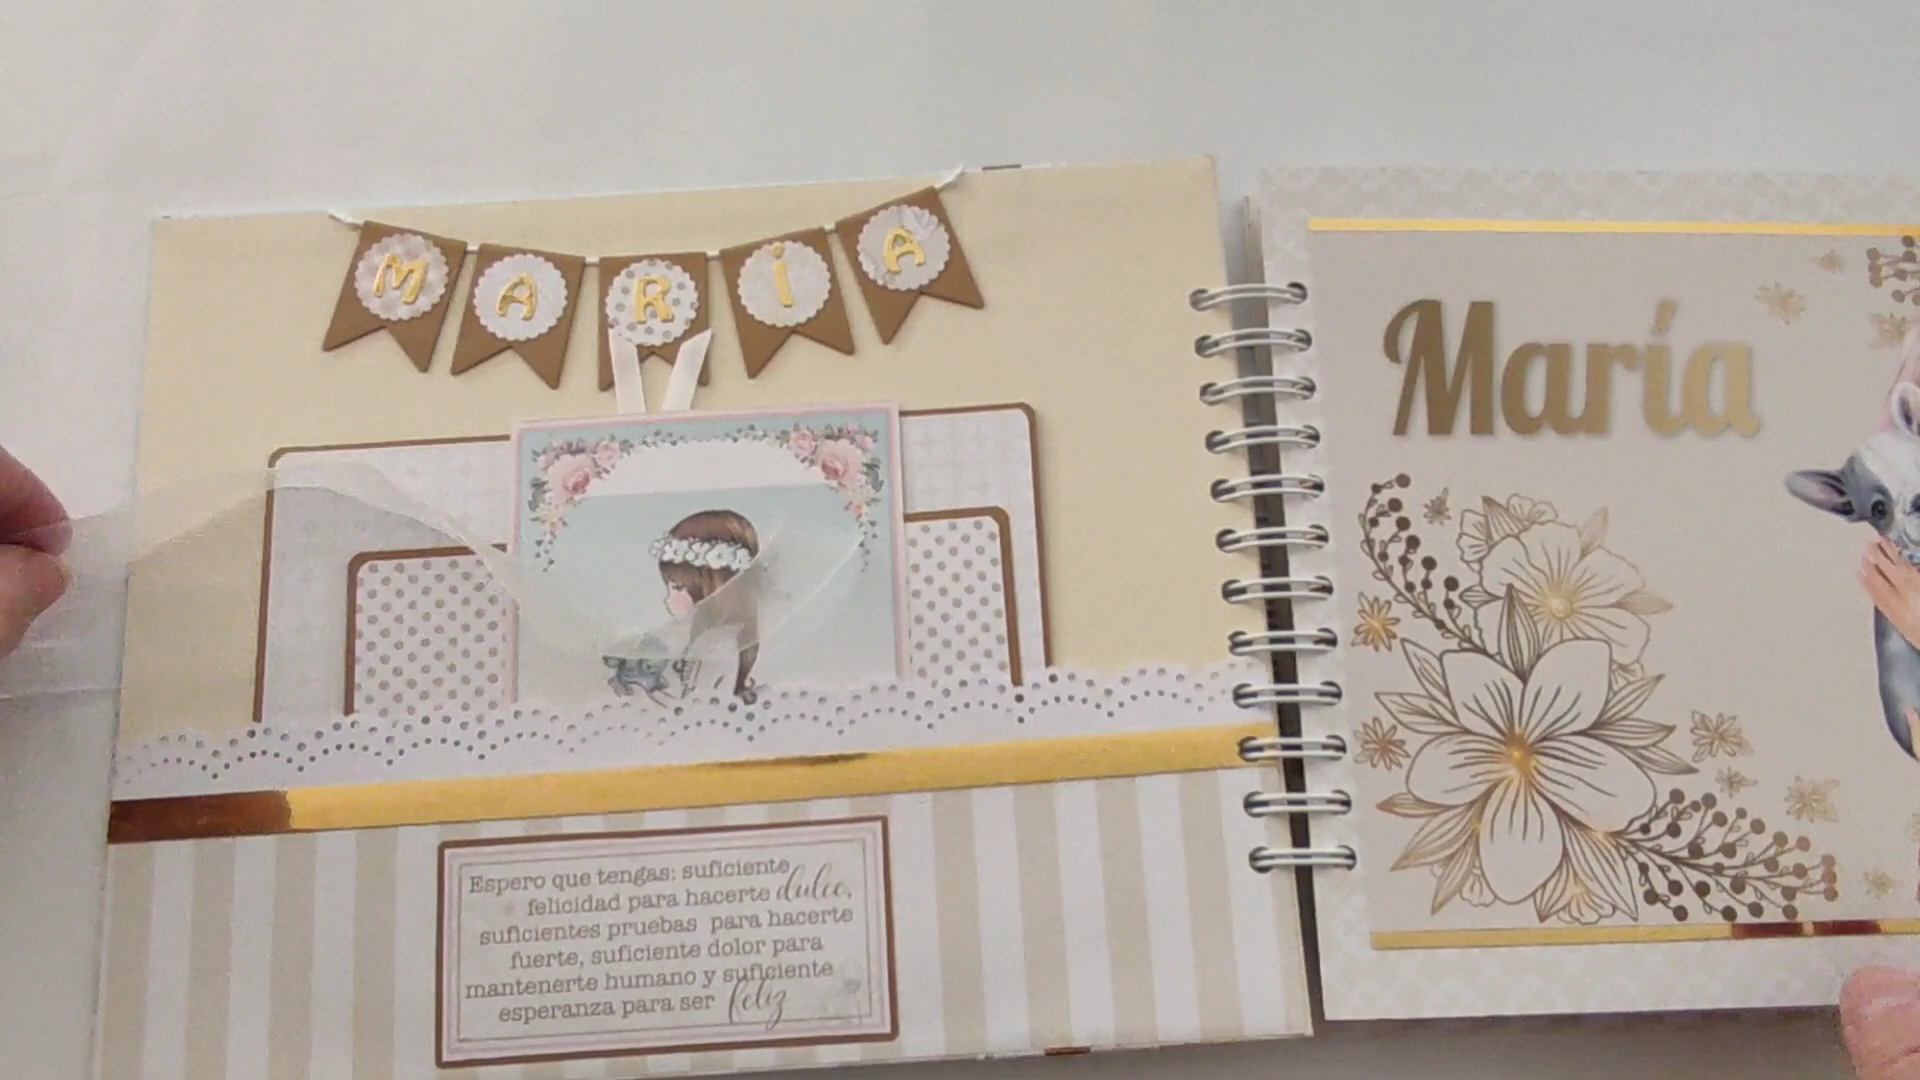 MARíA
María
Espero que tengas: suficiente
felicidad para hacerte dulce,
suficientes pruebas para hacerte
fuerte, suficiente dolor para
mantenerte humano y suficiente
esperanza para ser feliz